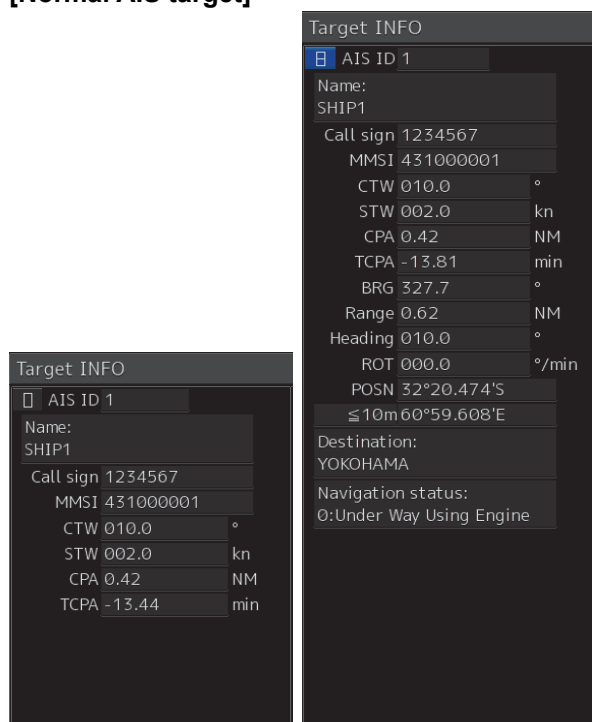 [Normal AIS target]
Target INFO
AIS ID 1
Name:
SHIP1
Call sign 1234567
MMSI 431000001
CTW 010.0 °
STW 002.0 kn
CPA 0.42 NM
TCPA -13.44 min
Target INFO
AIS ID 1
Name:
SHIP1
Call sign 1234567
MMSI 431000001
CTW 010.0 °
STW 002.0 kn
CPA 0.42 NM
TCPA -13.81 min
BRG 327.7 °
Range 0.62 NM
Heading 010.0 °
ROT 000.0 °/min
POSN 32°20.474'S
≦10m 60°59.608'E
Destination:
YOKOHAMA
Navigation status:
0:Under Way Using Engine